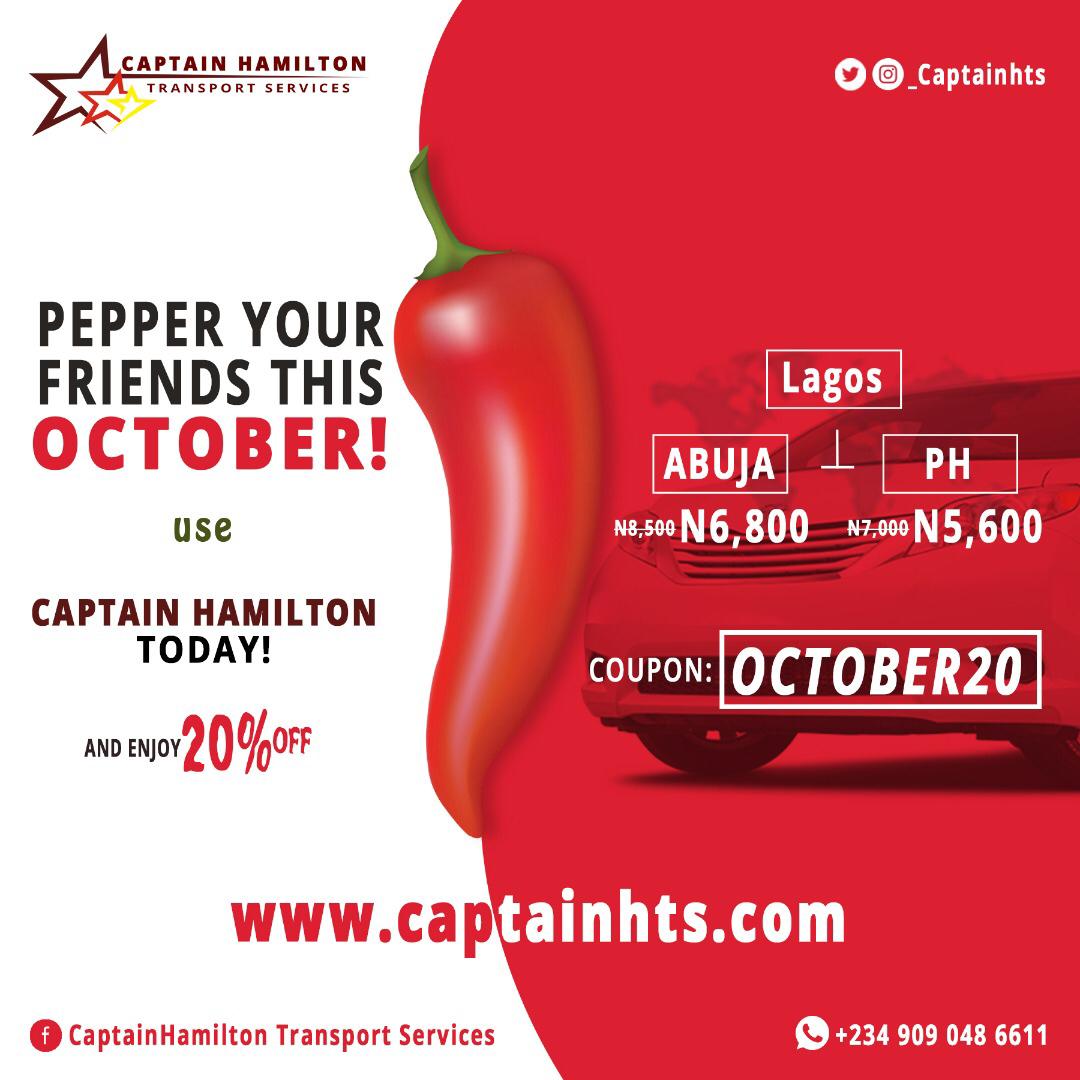 CAPTAIN HAMILTON
TRANSPORT SERVICES
_Captainhts
PEPPER YOUR
FRIENDS THIS
OCTOBER!
use
CAPTAIN HAMILTON
TODAY!
AND ENJOY 20% OFF
Lagos
ABUJA
PH
N8,500 N6,800
N7,000 N5,600
COUPON: OCTOBER20
www.captainhts.com
CaptainHamilton Transport Services
+234 909 048 6611